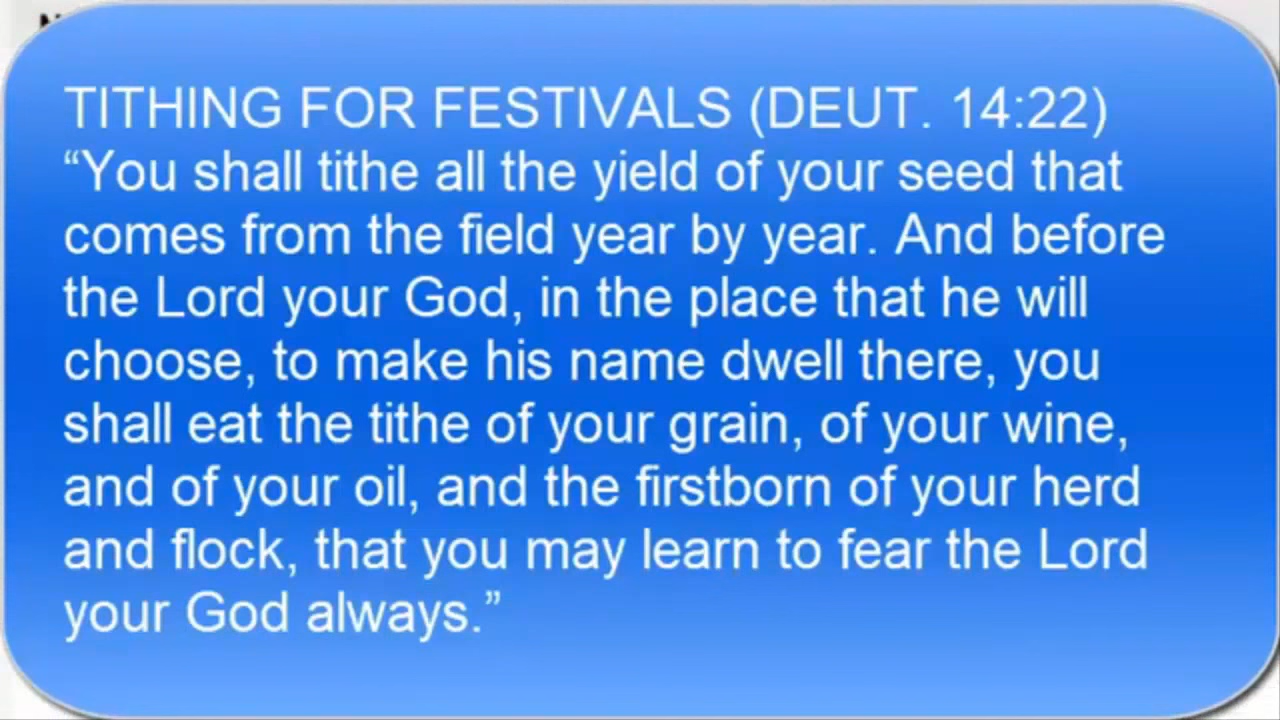 TITHING FOR FESTIVALS (DEUT. 14:22)
“You shall tithe all the yield of your seed that
comes from the field year by year. And before
the Lord your God, in the place that he will
choose, to make his name dwell there, you
shall eat the tithe of your grain, of your wine,
and of your oil, and the firstborn of your herd
and flock, that you may learn to fear the Lord
your God always.”